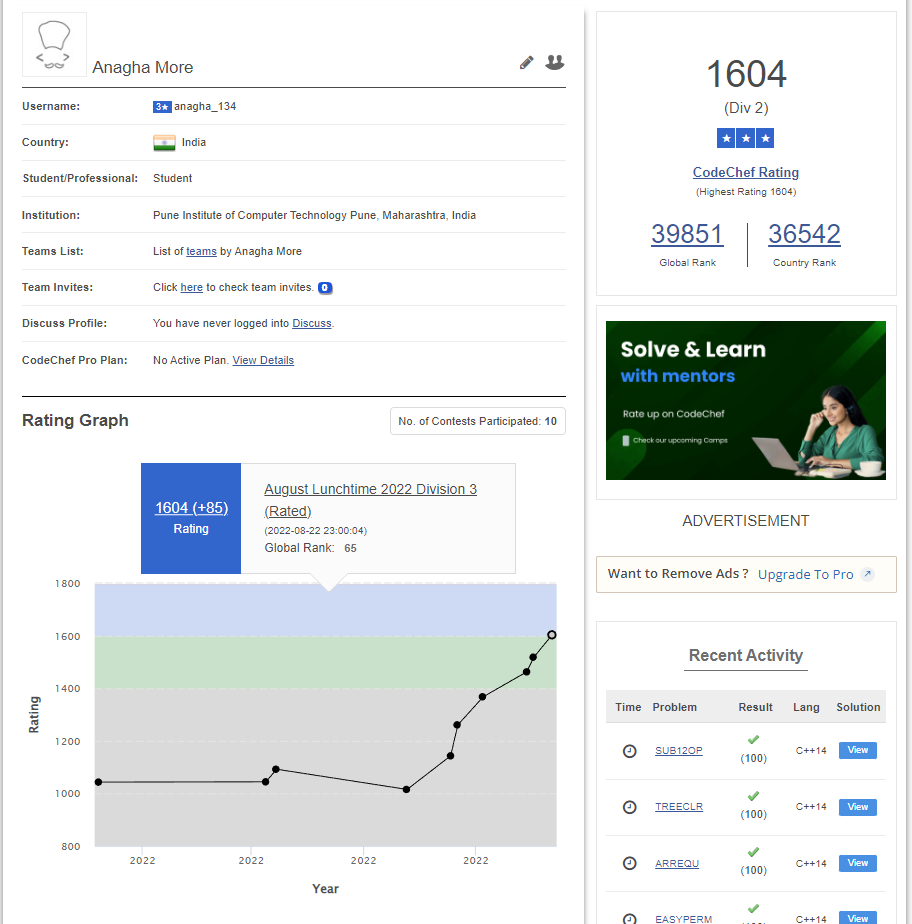 Anagha More
Username: 3★ anagha_134
Country: India
Student/Professional: Student
Institution: Pune Institute of Computer Technology Pune, Maharashtra, India
Teams List: List of teams by Anagha More
Team Invites: Click here to check team invites. 0
Discuss Profile: You have never logged into Discuss.
CodeChef Pro Plan: No Active Plan. View Details
Rating Graph
No. of Contests Participated: 10
1604 (+85)
Rating
August Lunchtime 2022 Division 3
(Rated)
(2022-08-22 23:00:04)
Global Rank: 65
1800
1600
1400
1200
1000
800
Rating
2022 2022 2022 2022
Year
1604
(Div 2)
★ ★ ★
CodeChef Rating
(Highest Rating 1604)
39851 36542
Global Rank Country Rank
Solve & Learn
with mentors
Rate up on CodeChef
Check our upcoming Camps
ADVERTISEMENT
Want to Remove Ads ? Upgrade To Pro
Recent Activity
Time Problem Result Lang Solution
SUB12OP (100) C++14 View
TREECLR (100) C++14 View
ARREQU (100) C++14 View
EASYPERM C++14 View